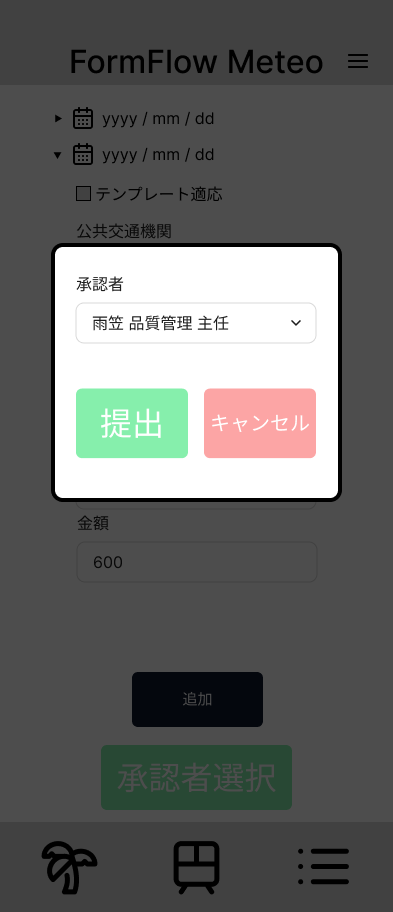 FormFlow Meteo
yyyy / mm / dd
yyyy / mm / dd
テンプレート適応
公共交通機関
承認者
雨笠 品質管理 主任
提出
キャンセル
金額
600
追加
承認者選択